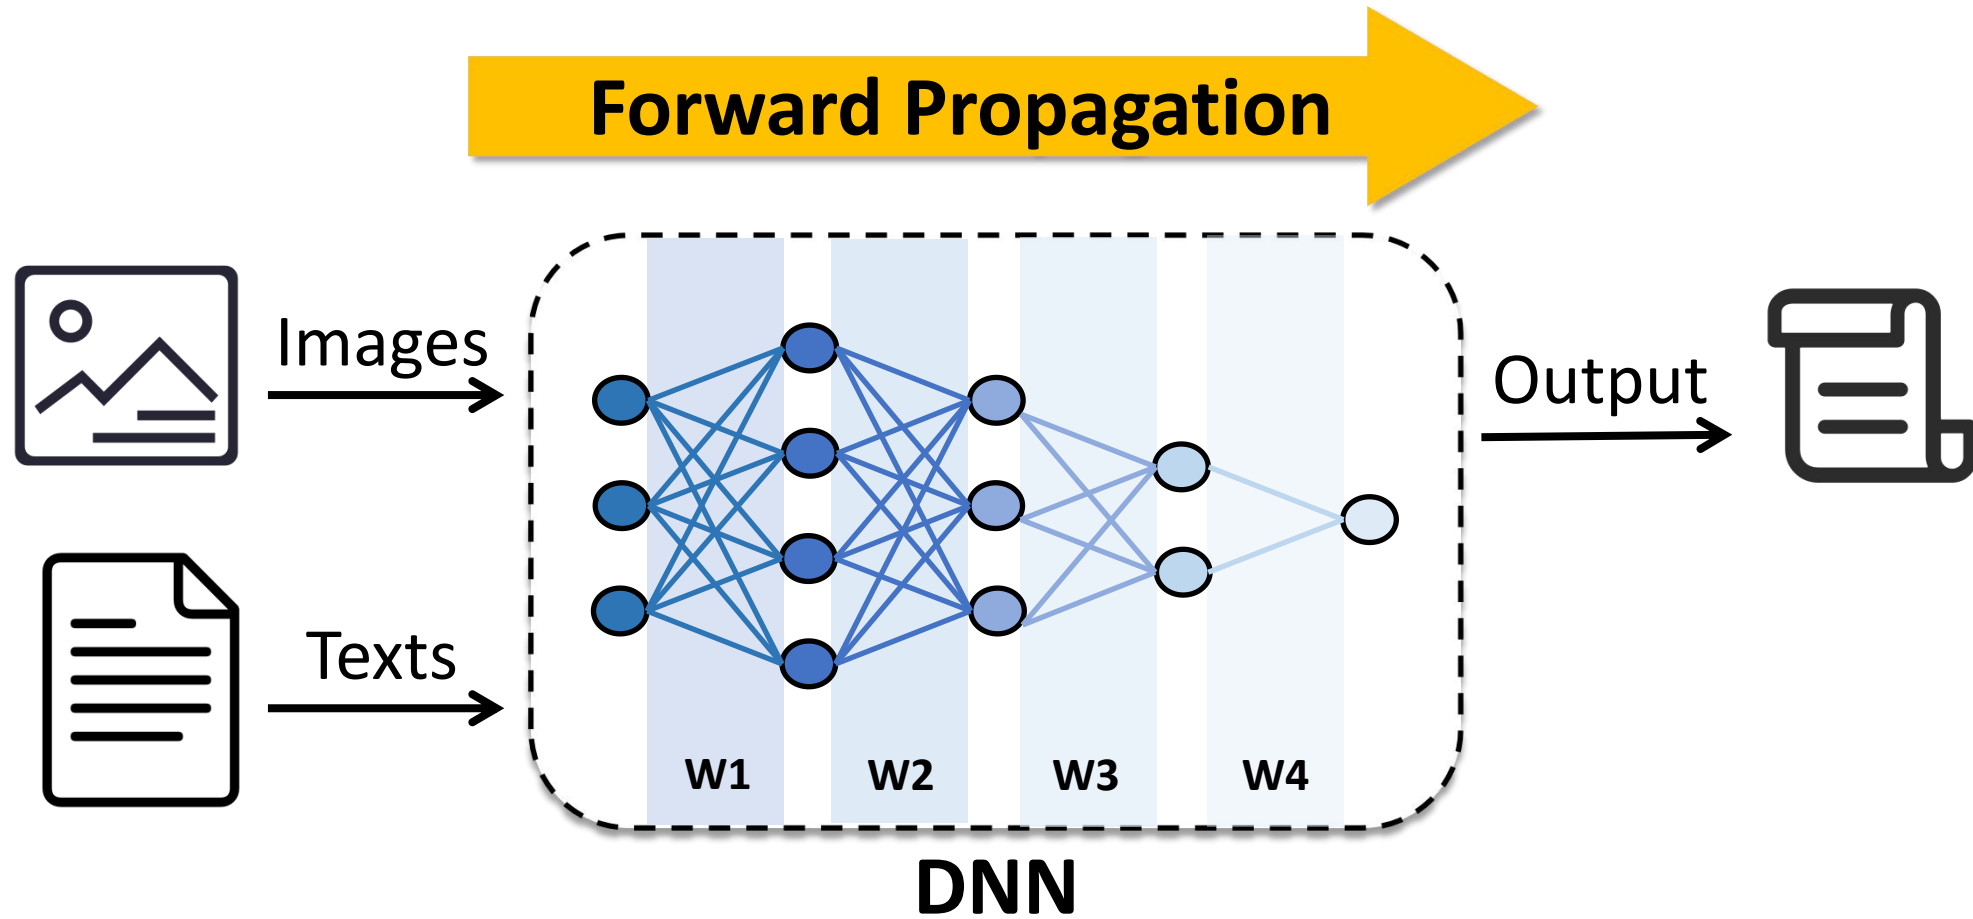 Forward Propagation
Images
Texts
Output
W1
W2
W3
W4
DNN